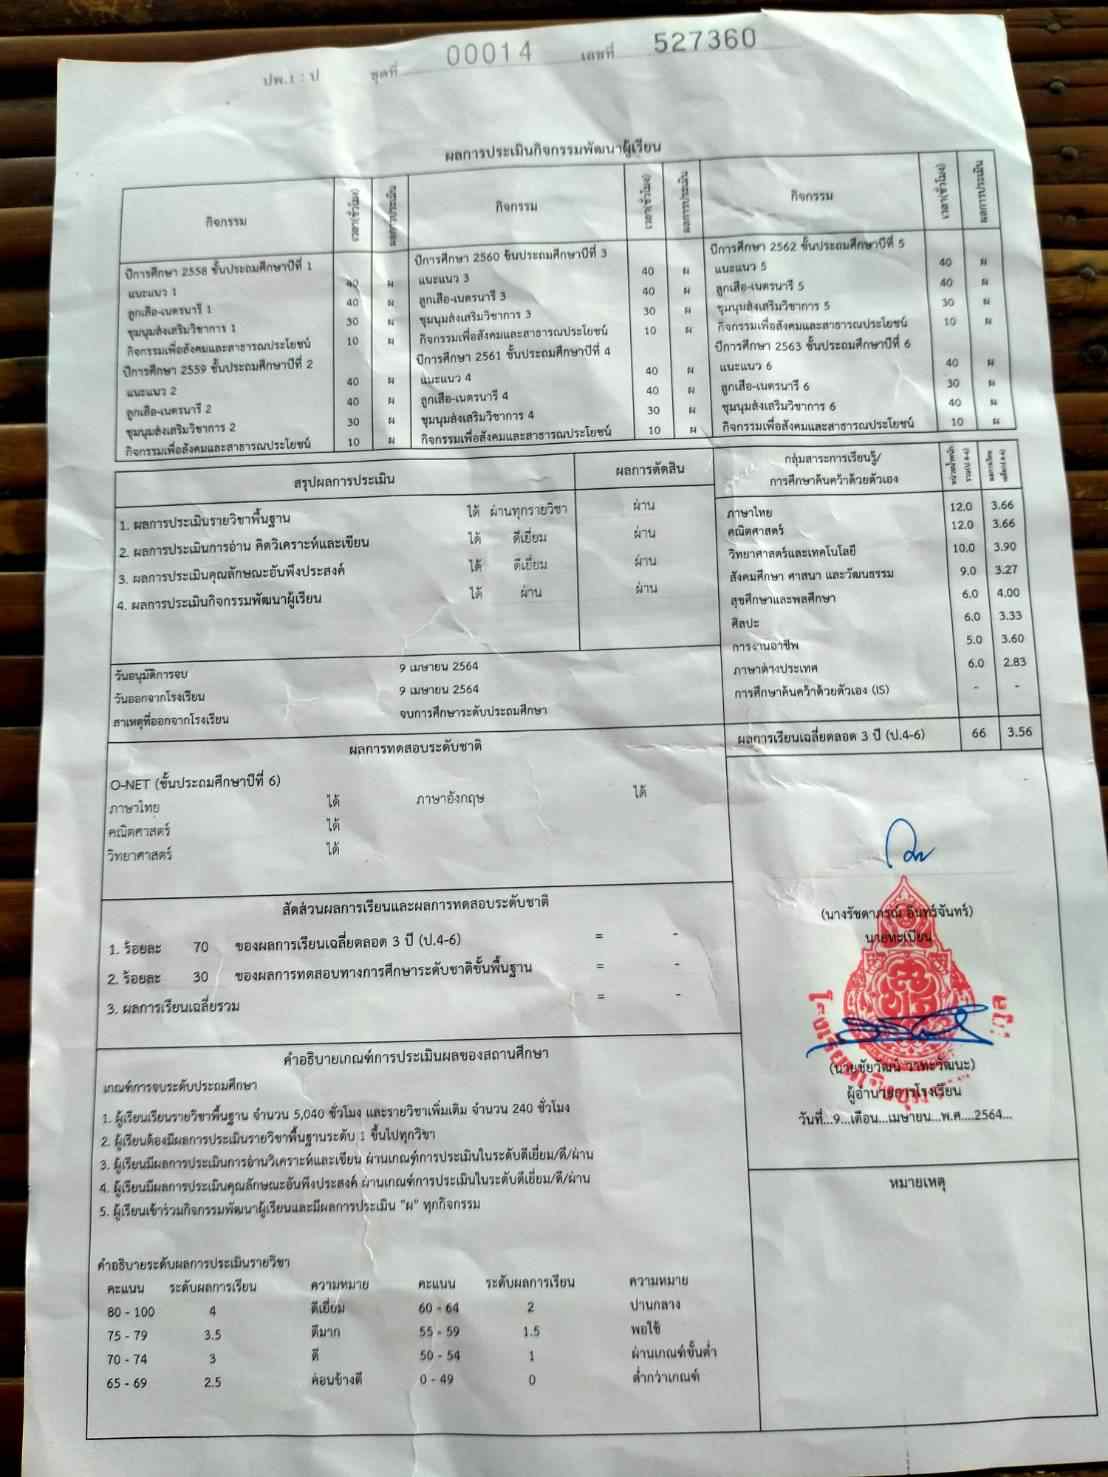 ปพ.1 : ป ชุดที่ 00014 เลขที่ 527360
ผลการประเมินกิจกรรมพัฒนาผู้เรียน
กิจกรรม เวลา(ชั่วโมง) ผลการประเมิน กิจกรรม เวลา(ชั่วโมง) ผลการประเมิน กิจกรรม เวลา(ชั่วโมง) ผลการประเมิน
ปีการศึกษา 2558 ชั้นประถมศึกษาปีที่ 1
แนะแนว 1 40 ผ
ลูกเสือ-เนตรนารี 1 40 ผ
ชุมนุมส่งเสริมวิชาการ 1 30 ผ
กิจกรรมเพื่อสังคมและสาธารณประโยชน์ 10 ผ
ปีการศึกษา 2559 ชั้นประถมศึกษาปีที่ 2
แนะแนว 2 40 ผ
ลูกเสือ-เนตรนารี 2 40 ผ
ชุมนุมส่งเสริมวิชาการ 2 30 ผ
กิจกรรมเพื่อสังคมและสาธารณประโยชน์ 10 ผ
ปีการศึกษา 2560 ชั้นประถมศึกษาปีที่ 3
แนะแนว 3 40 ผ
ลูกเสือ-เนตรนารี 3 40 ผ
ชุมนุมส่งเสริมวิชาการ 3 30 ผ
กิจกรรมเพื่อสังคมและสาธารณประโยชน์ 10 ผ
ปีการศึกษา 2561 ชั้นประถมศึกษาปีที่ 4
แนะแนว 4 40 ผ
ลูกเสือ-เนตรนารี 4 40 ผ
ชุมนุมส่งเสริมวิชาการ 4 30 ผ
กิจกรรมเพื่อสังคมและสาธารณประโยชน์ 10 ผ
ปีการศึกษา 2562 ชั้นประถมศึกษาปีที่ 5
แนะแนว 5 40 ผ
ลูกเสือ-เนตรนารี 5 40 ผ
ชุมนุมส่งเสริมวิชาการ 5 30 ผ
กิจกรรมเพื่อสังคมและสาธารณประโยชน์ 10 ผ
ปีการศึกษา 2563 ชั้นประถมศึกษาปีที่ 6
แนะแนว 6 40 ผ
ลูกเสือ-เนตรนารี 6 30 ผ
ชุมนุมส่งเสริมวิชาการ 6 40 ผ
กิจกรรมเพื่อสังคมและสาธารณประโยชน์ 10 ผ
สรุปผลการประเมิน ผลการตัดสิน
1. ผลการประเมินรายวิชาพื้นฐาน ได้ ผ่านทุกรายวิชา ผ่าน
2. ผลการประเมินการอ่าน คิดวิเคราะห์และเขียน ได้ ดีเยี่ยม ผ่าน
3. ผลการประเมินคุณลักษณะอันพึงประสงค์ ได้ ดีเยี่ยม ผ่าน
4. ผลการประเมินกิจกรรมพัฒนาผู้เรียน ได้ ผ่าน ผ่าน
วันอนุมัติการจบ 9 เมษายน 2564
วันออกจากโรงเรียน 9 เมษายน 2564
สาเหตุที่ออกจากโรงเรียน จบการศึกษาระดับประถมศึกษา
กลุ่มสาระการเรียนรู้/
การศึกษาค้นคว้าด้วยตัวเอง
ภาษาไทย 12.0 3.66
คณิตศาสตร์ 12.0 3.66
วิทยาศาสตร์และเทคโนโลยี 10.0 3.90
สังคมศึกษา ศาสนา และวัฒนธรรม 9.0 3.27
สุขศึกษาและพลศึกษา 6.0 4.00
ศิลปะ 6.0 3.33
การงานอาชีพ 5.0 3.60
ภาษาต่างประเทศ 6.0 2.83
การศึกษาค้นคว้าด้วยตัวเอง (IS) - -
ผลการเรียนเฉลี่ยตลอด 3 ปี (ป.4-6) 66 3.56
ผลการทดสอบระดับชาติ
O-NET (ชั้นประถมศึกษาปีที่ 6)
ภาษาไทย ได้ ภาษาอังกฤษ ได้
คณิตศาสตร์ ได้
วิทยาศาสตร์ ได้
สัดส่วนผลการเรียนและผลการทดสอบระดับชาติ
1. ร้อยละ 70 ของผลการเรียนเฉลี่ยตลอด 3 ปี (ป.4-6) = -
2. ร้อยละ 30 ของผลการทดสอบทางการศึกษาระดับชาติขั้นพื้นฐาน = -
3. ผลการเรียนเฉลี่ยรวม = -
(นางรัชดาภรณ์ อินทร์จันทร์)
นายทะเบียน
(นายชัยวัฒน์ วาทะวัฒนะ)
ผู้อำนวยการโรงเรียน
วันที่...9...เดือน...เมษายน...พ.ศ....2564...
คำอธิบายเกณฑ์การประเมินผลของสถานศึกษา
เกณฑ์การจบระดับประถมศึกษา
1. ผู้เรียนเรียนรายวิชาพื้นฐาน จำนวน 5,040 ชั่วโมง และรายวิชาเพิ่มเติม จำนวน 240 ชั่วโมง
2. ผู้เรียนต้องมีผลการประเมินรายวิชาพื้นฐานระดับ 1 ขึ้นไปทุกวิชา
3. ผู้เรียนมีผลการประเมินการอ่านวิเคราะห์และเขียน ผ่านเกณฑ์การประเมินในระดับดีเยี่ยม/ดี/ผ่าน
4. ผู้เรียนมีผลการประเมินคุณลักษณะอันพึงประสงค์ ผ่านเกณฑ์การประเมินในระดับดีเยี่ยม/ดี/ผ่าน
5. ผู้เรียนเข้าร่วมกิจกรรมพัฒนาผู้เรียนและมีผลการประเมิน "ผ" ทุกกิจกรรม
หมายเหตุ
คำอธิบายระดับผลการประเมินรายวิชา
คะแนน ระดับผลการเรียน ความหมาย คะแนน ระดับผลการเรียน ความหมาย
80 - 100 4 ดีเยี่ยม 60 - 64 2 ปานกลาง
75 - 79 3.5 ดีมาก 55 - 59 1.5 พอใช้
70 - 74 3 ดี 50 - 54 1 ผ่านเกณฑ์ขั้นต่ำ
65 - 69 2.5 ค่อนข้างดี 0 - 49 0 ต่ำกว่าเกณฑ์